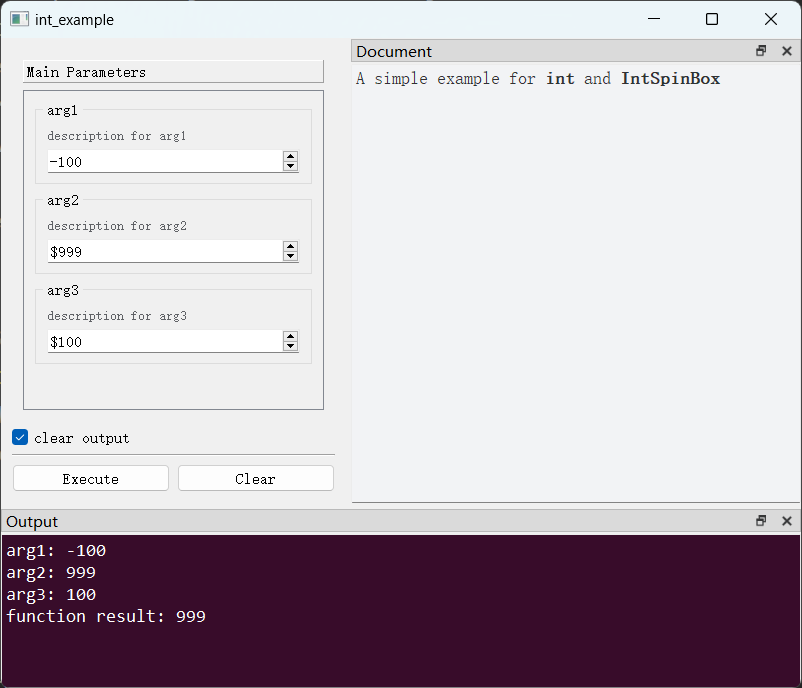 int_example
Main Parameters
arg1
description for arg1
-100
arg2
description for arg2
$999
arg3
description for arg3
$100
clear output
Execute
Clear
Document
A simple example for int and IntSpinBox
Output
arg1: -100
arg2: 999
arg3: 100
function result: 999